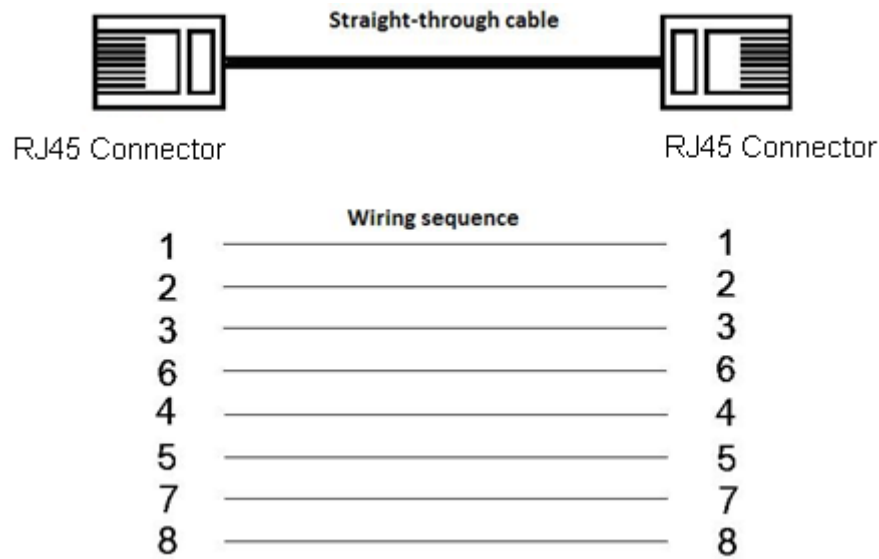 Straight-through cable
RJ45 Connector RJ45 Connector
Wiring sequence
1 1
2 2
3 3
6 6
4 4
5 5
7 7
8 8